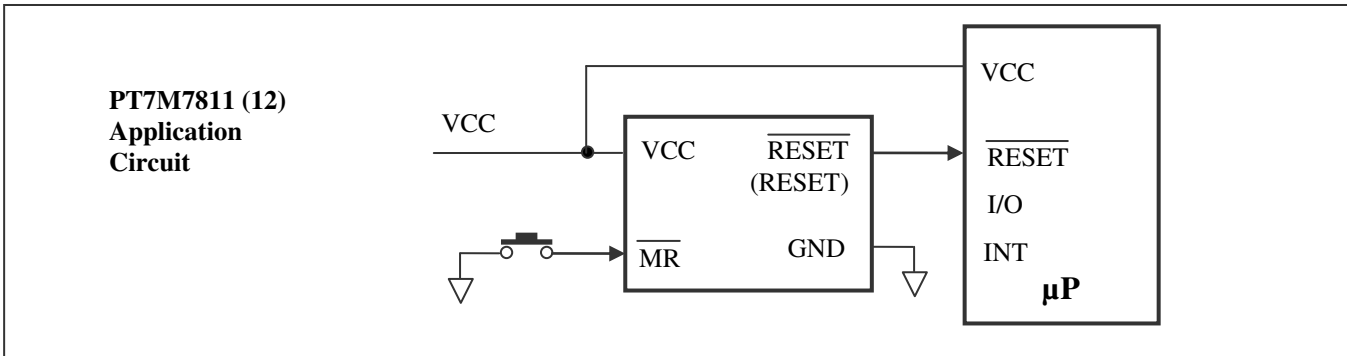 PT7M7811 (12)
Application
Circuit
VCC
VCC
RESET
(RESET)
MR
GND
VCC
RESET
I/O
INT
µP